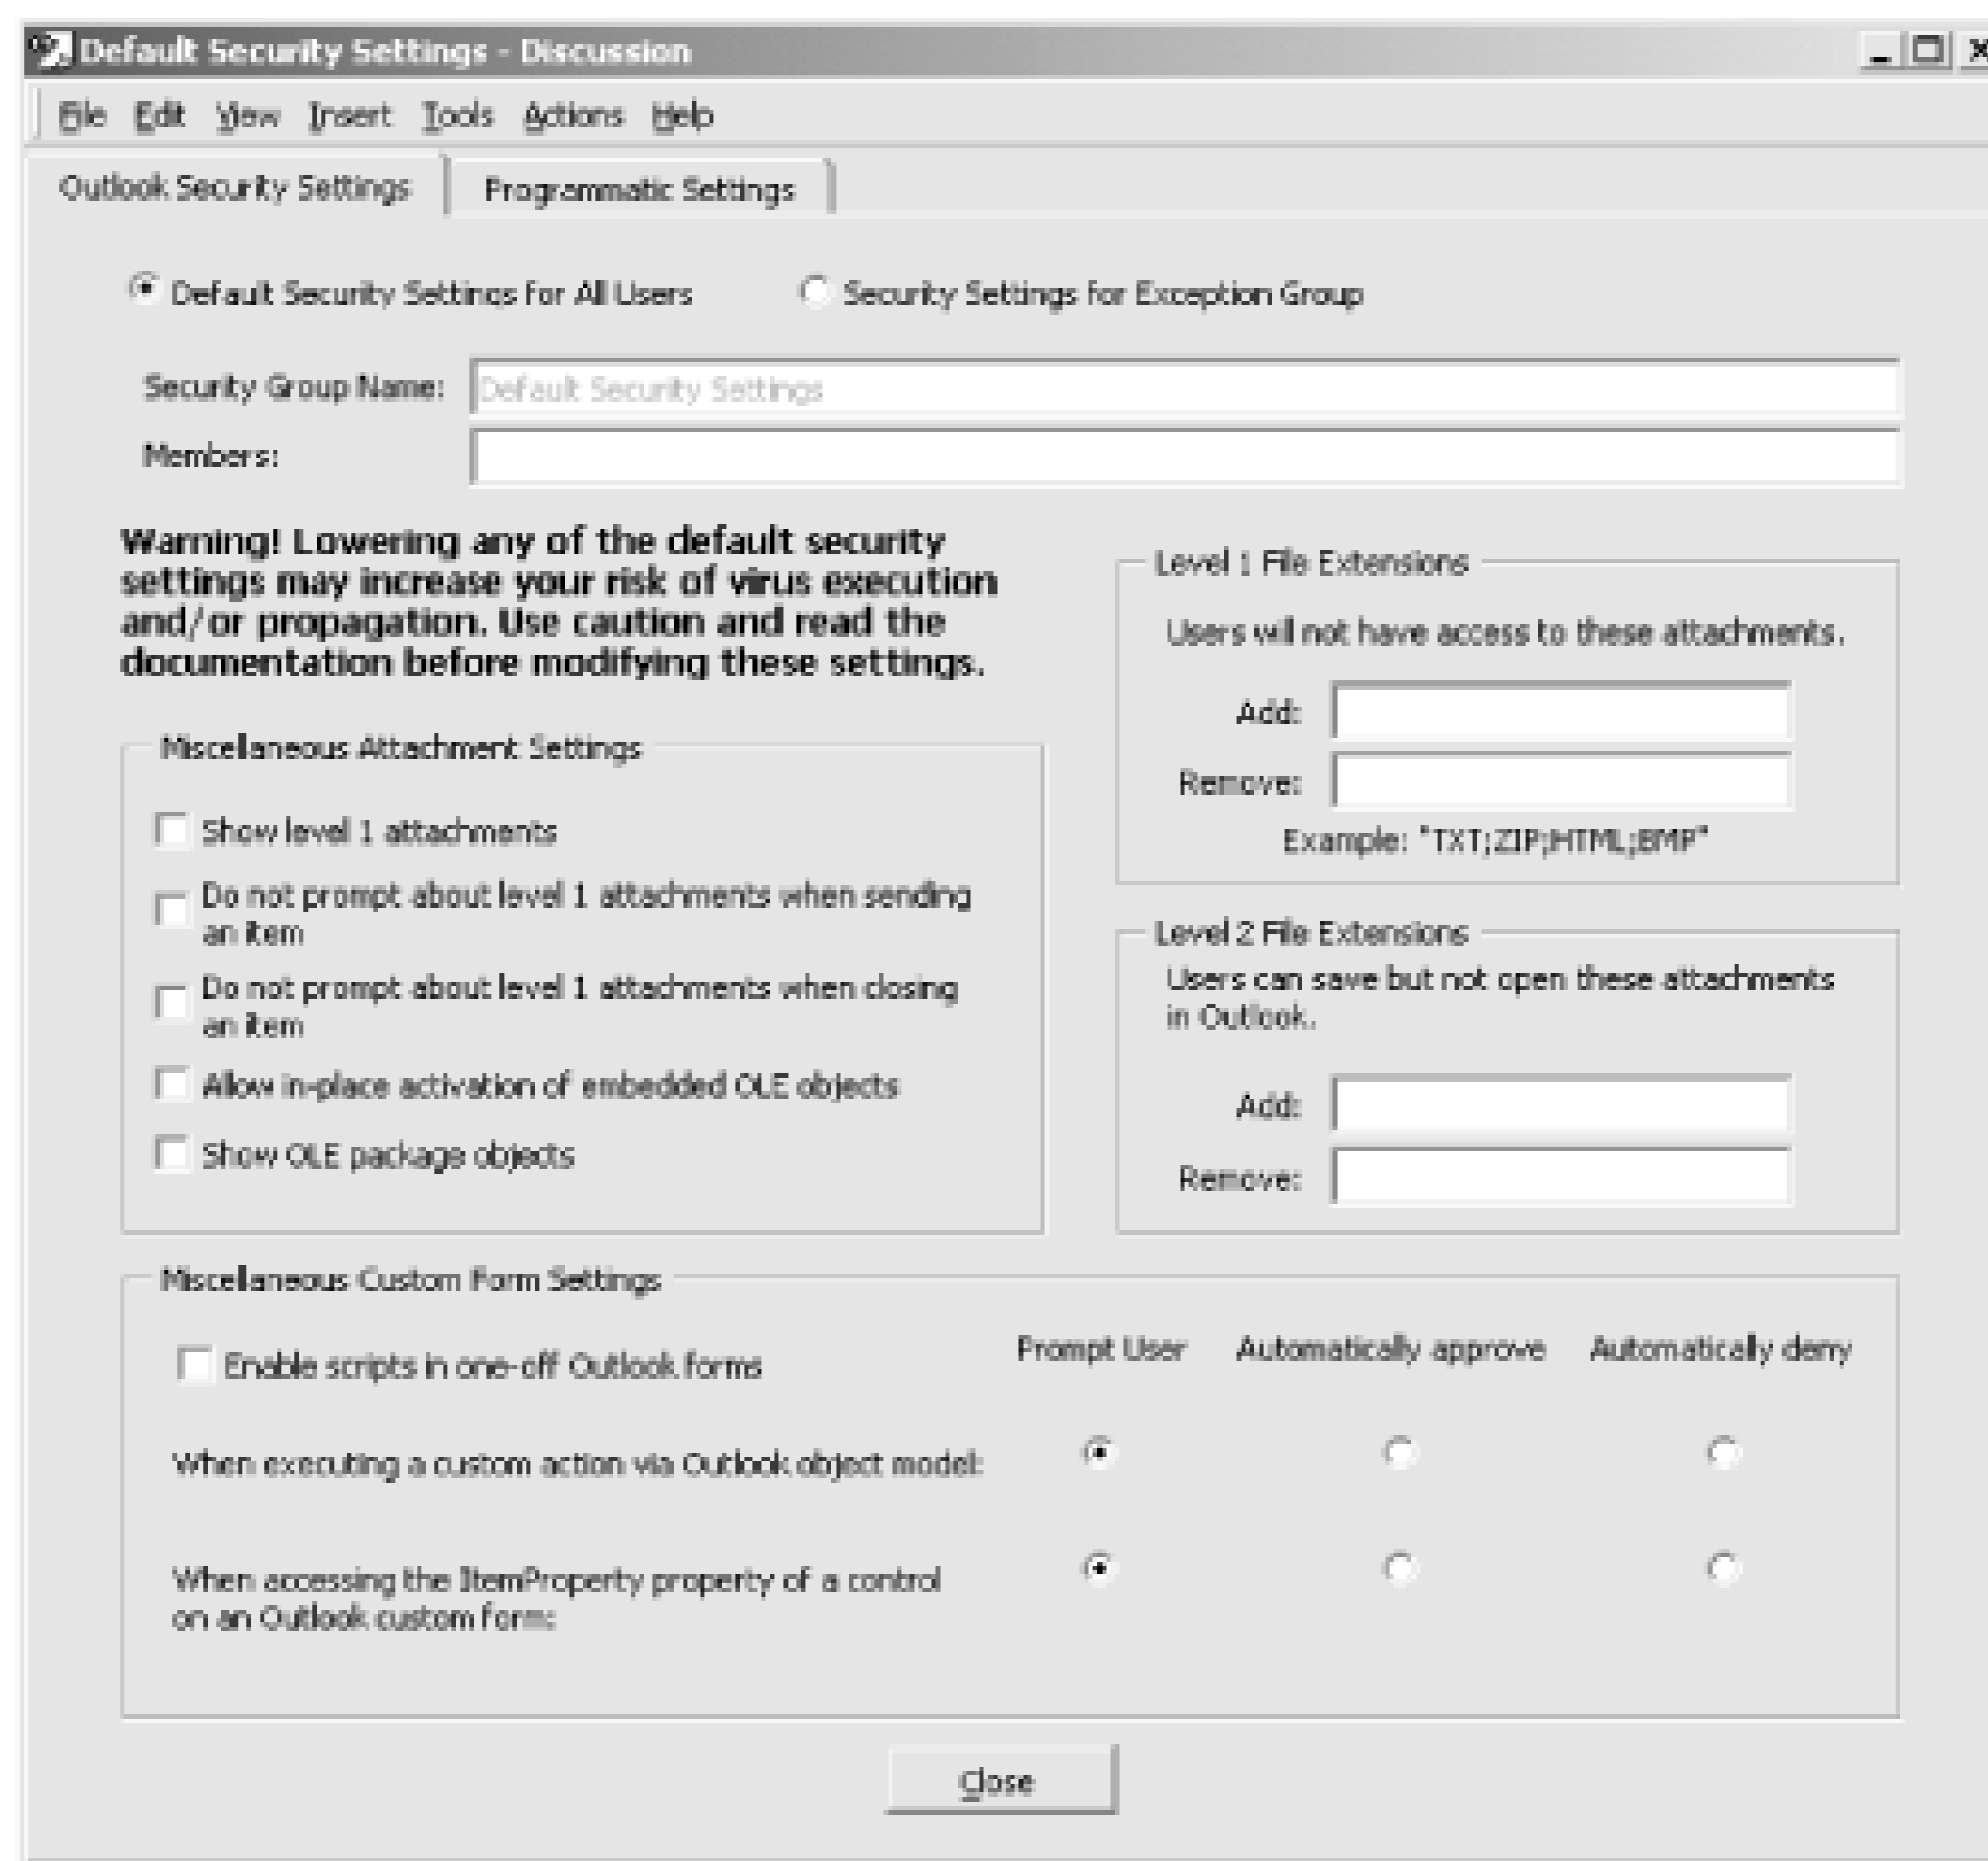 Default Security Settings - Discussion
File Edit View Insert Tools Actions Help
Outlook Security Settings Programmatic Settings
Default Security Settings for All Users Security Settings for Exception Group
Security Group Name: Default Security Settings
Members:
Warning! Lowering any of the default security
settings may increase your risk of virus execution
and/or propagation. Use caution and read the
documentation before modifying these settings.
Miscellaneous Attachment Settings
Show level 1 attachments
Do not prompt about level 1 attachments when sending
an item
Do not prompt about level 1 attachments when closing
an item
Allow in-place activation of embedded OLE objects
Show OLE package objects
Level 1 File Extensions
Users will not have access to these attachments.
Add:
Remove:
Example: "TXT;ZIP;HTML;BMP"
Level 2 File Extensions
Users can save but not open these attachments
in Outlook.
Add:
Remove:
Miscellaneous Custom Form Settings
Enable scripts in one-off Outlook forms
Prompt User Automatically approve Automatically deny
When executing a custom action via Outlook object model:
When accessing the ItemProperty property of a control
on an Outlook custom form:
Close